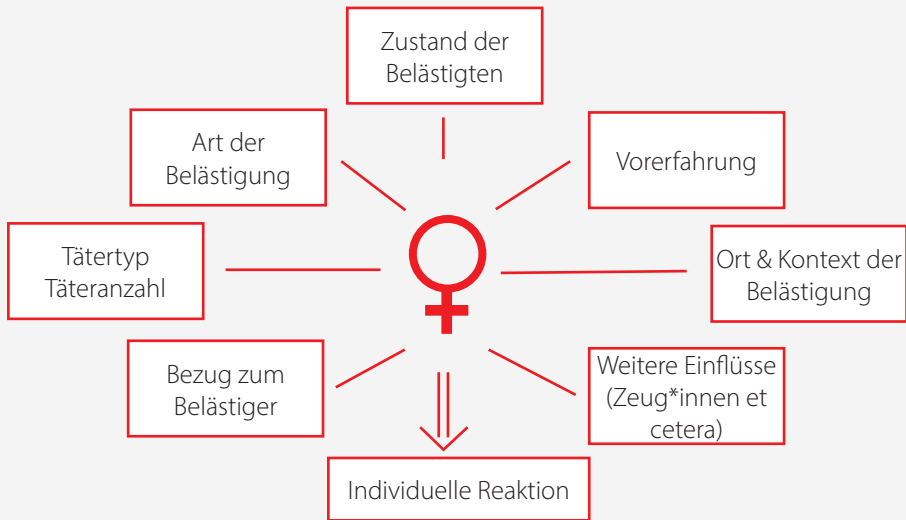 Zustand der
Belästigten
Art der
Belästigung
Vorerfahrung
Tätertyp
Täteranzahl
Ort & Kontext der
Belästigung
Bezug zum
Belästiger
Weitere Einflüsse
(Zeug*innen et
cetera)
Individuelle Reaktion